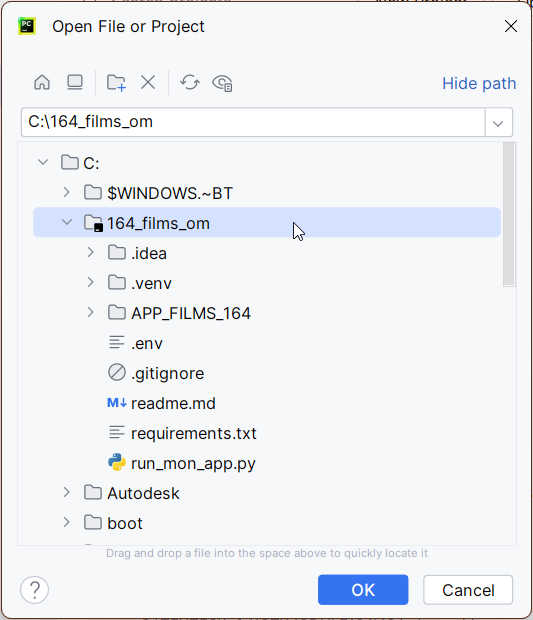 PC
Open File or Project
Hide path
C:\164_films_om
C:
$WINDOWS.~BT
164_films_om
.idea
.venv
APP_FILMS_164
.env
.gitignore
M↓ readme.md
requirements.txt
run_mon_app.py
Autodesk
boot
Drag and drop a file into the space above to quickly locate it
? OK Cancel